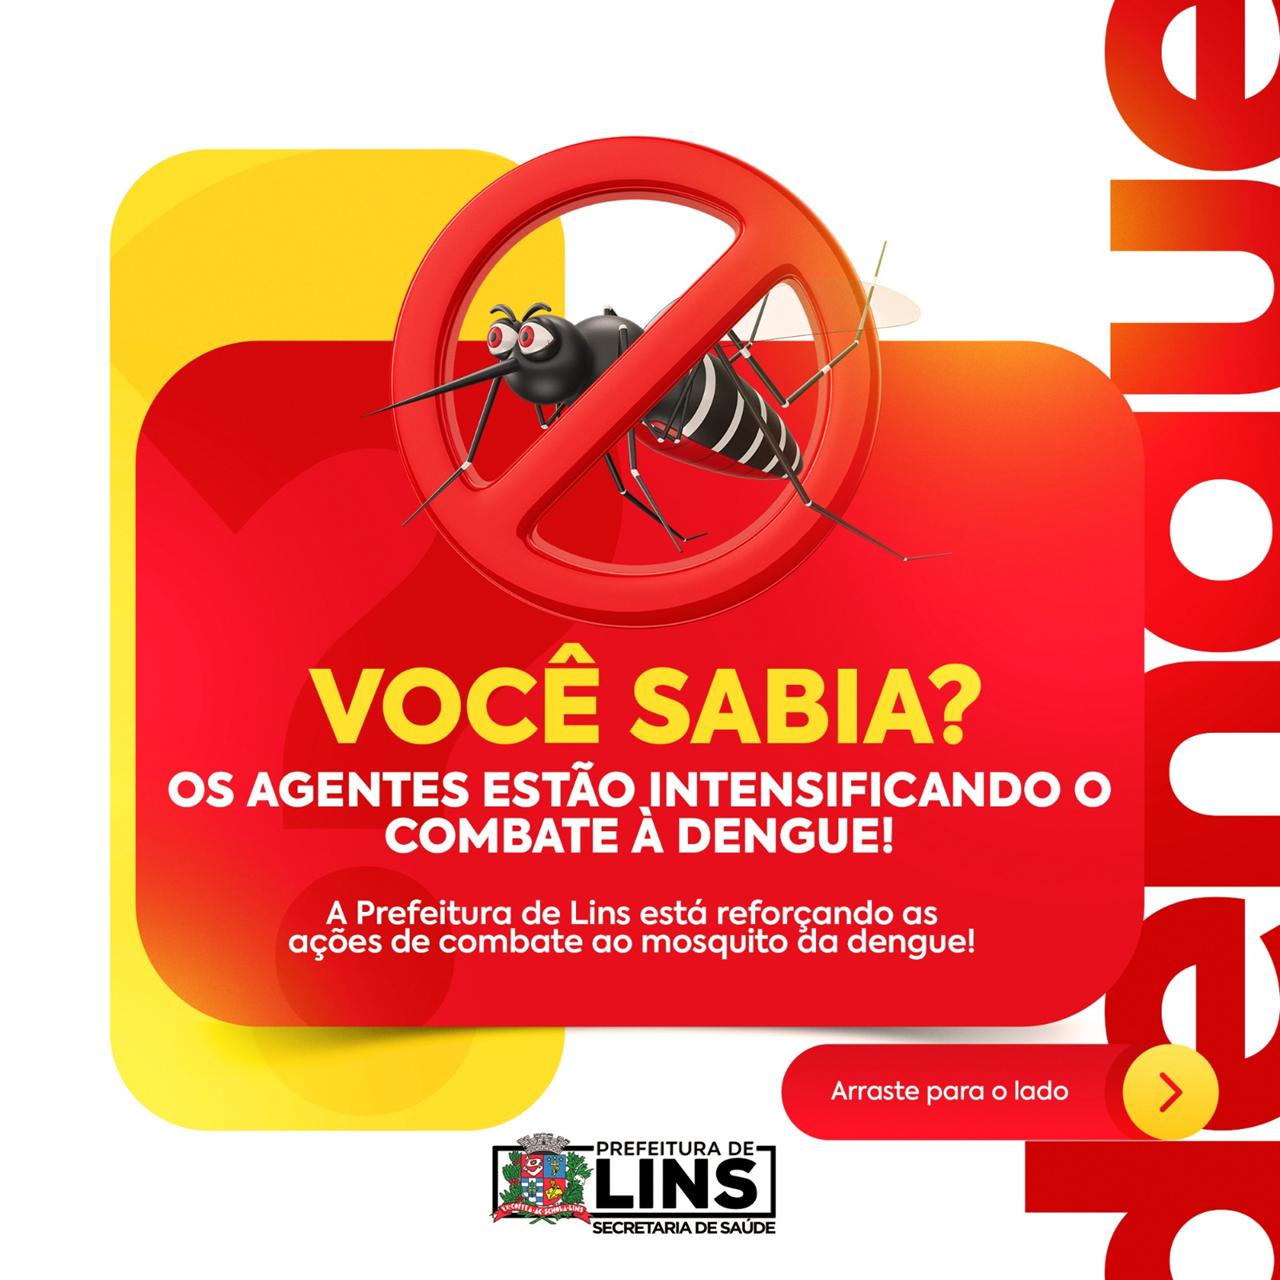 VOCÊ SABIA?
OS AGENTES ESTÃO INTENSIFICANDO O
COMBATE À DENGUE!
A Prefeitura de Lins está reforçando as
ações de combate ao mosquito da dengue!
dengue
Arraste para o lado
PREFEITURA DE
LINS
SECRETARIA DE SAÚDE